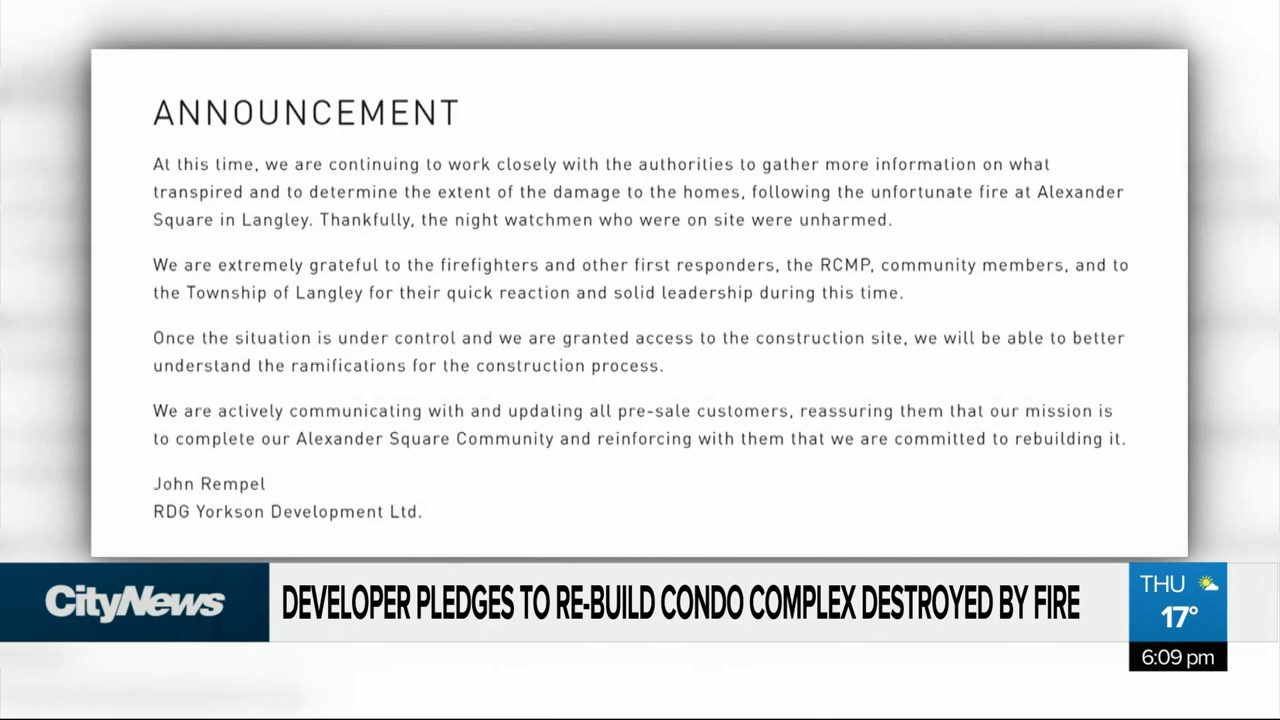 ANNOUNCEMENT
At this time, we are continuing to work closely with the authorities to gather more information on what
transpired and to determine the extent of the damage to the homes, following the unfortunate fire at Alexander
Square in Langley. Thankfully, the night watchmen who were on site were unharmed.
We are extremely grateful to the firefighters and other first responders, the RCMP, community members, and to
the Township of Langley for their quick reaction and solid leadership during this time.
Once the situation is under control and we are granted access to the construction site, we will be able to better
understand the ramifications for the construction process.
We are actively communicating with and updating all pre-sale customers, reassuring them that our mission is
to complete our Alexander Square Community and reinforcing with them that we are committed to rebuilding it.
John Rempel
RDG Yorkson Development Ltd.
CityNews
DEVELOPER PLEDGES TO RE-BUILD CONDO COMPLEX DESTROYED BY FIRE
THU
17°
6:09 pm